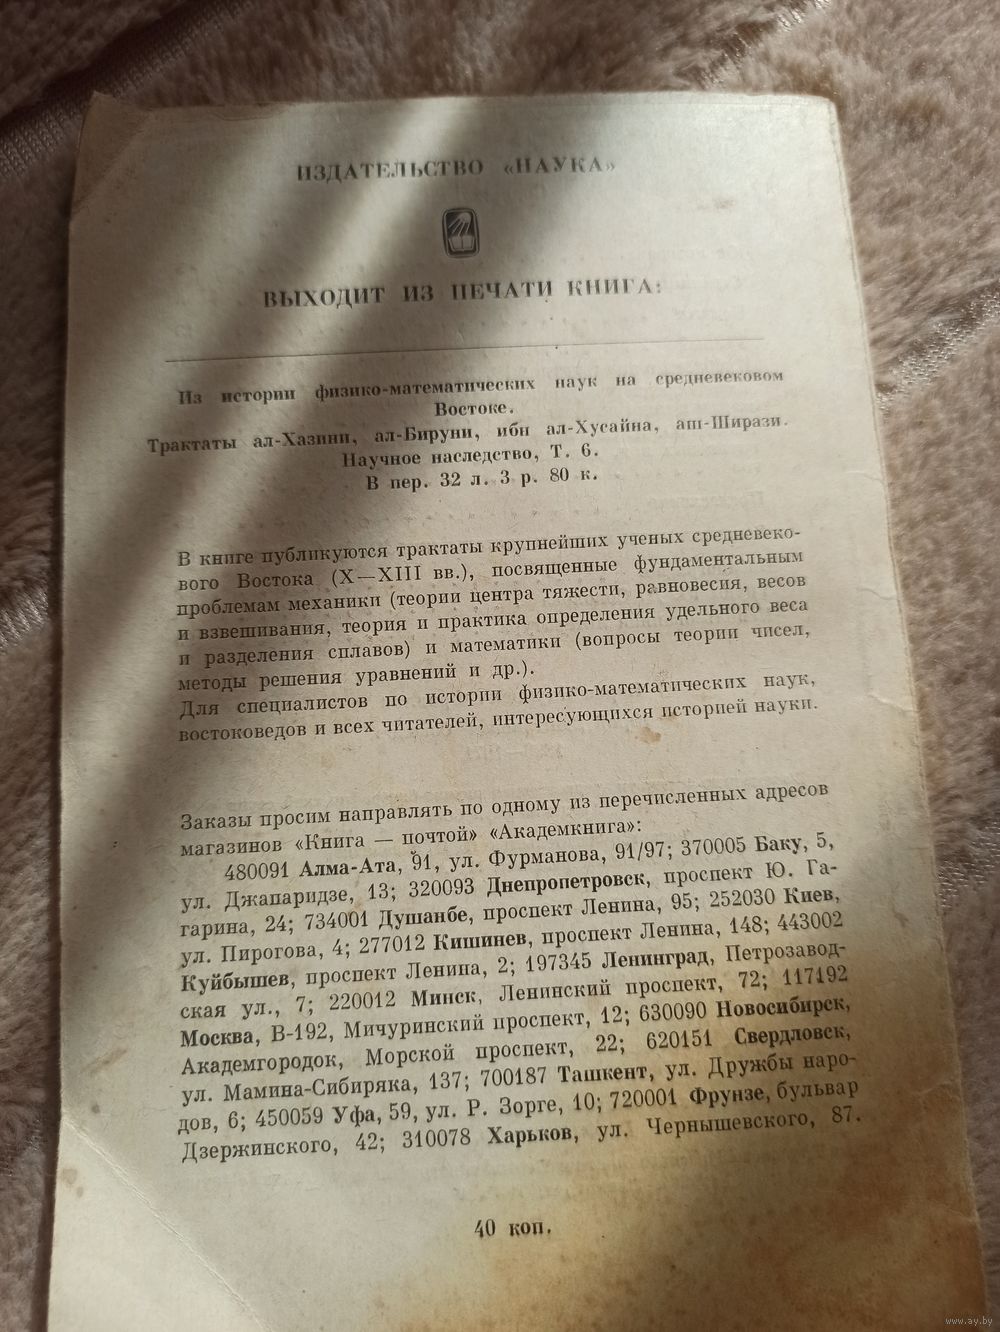 ИЗДАТЕЛЬСТВО «НАУКА»
ВЫХОДИТ ИЗ ПЕЧАТИ КНИГА:
Из истории физико-математических наук на средневековом
Востоке.
Трактаты ал-Хазини, ал-Бируни, ибн ал-Хусайна, аш-Ширази.
Научное наследство, Т. 6.
В пер. 32 л. 3 р. 80 к.
В книге публикуются трактаты крупнейших ученых средневеко-
вого Востока (X—XIII вв.), посвященные фундаментальным
проблемам механики (теории центра тяжести, равновесия, весов
и взвешивания, теория и практика определения удельного веса
и разделения сплавов) и математики (вопросы теории чисел,
методы решения уравнений и др.).
Для специалистов по истории физико-математических наук,
востоковедов и всех читателей, интересующихся историей науки.
Заказы просим направлять по одному из перечисленных адресов
магазинов «Книга — почтой» «Академкнига»:
480091 Алма-Ата, 91, ул. Фурманова, 91/97; 370005 Баку, 5,
ул. Джапаридзе, 13; 320093 Днепропетровск, проспект Ю. Га-
гарина, 24; 734001 Душанбе, проспект Ленина, 95; 252030 Киев,
ул. Пирогова, 4; 277012 Кишинев, проспект Ленина, 148; 443002
Куйбышев, проспект Ленина, 2; 197345 Ленинград, Петрозавод-
ская ул., 7; 220012 Минск, Ленинский проспект, 72; 117192
Москва, В-192, Мичуринский проспект, 12; 630090 Новосибирск,
Академгородок, Морской проспект, 22; 620151 Свердловск,
ул. Мамина-Сибиряка, 137; 700187 Ташкент, ул. Дружбы наро-
дов, 6; 450059 Уфа, 59, ул. Р. Зорге, 10; 720001 Фрунзе, бульвар
Дзержинского, 42; 310078 Харьков, ул. Чернышевского, 87.
40 коп.
www.ay.by